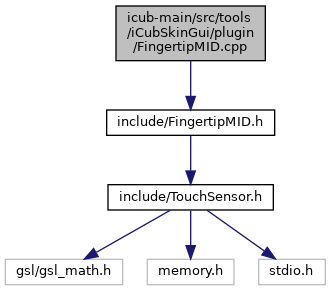 icub-main/src/tools
/iCubSkinGui/plugin
/FingertipMID.cpp
include/FingertipMID.h
include/TouchSensor.h
gsl/gsl_math.h
memory.h
stdio.h